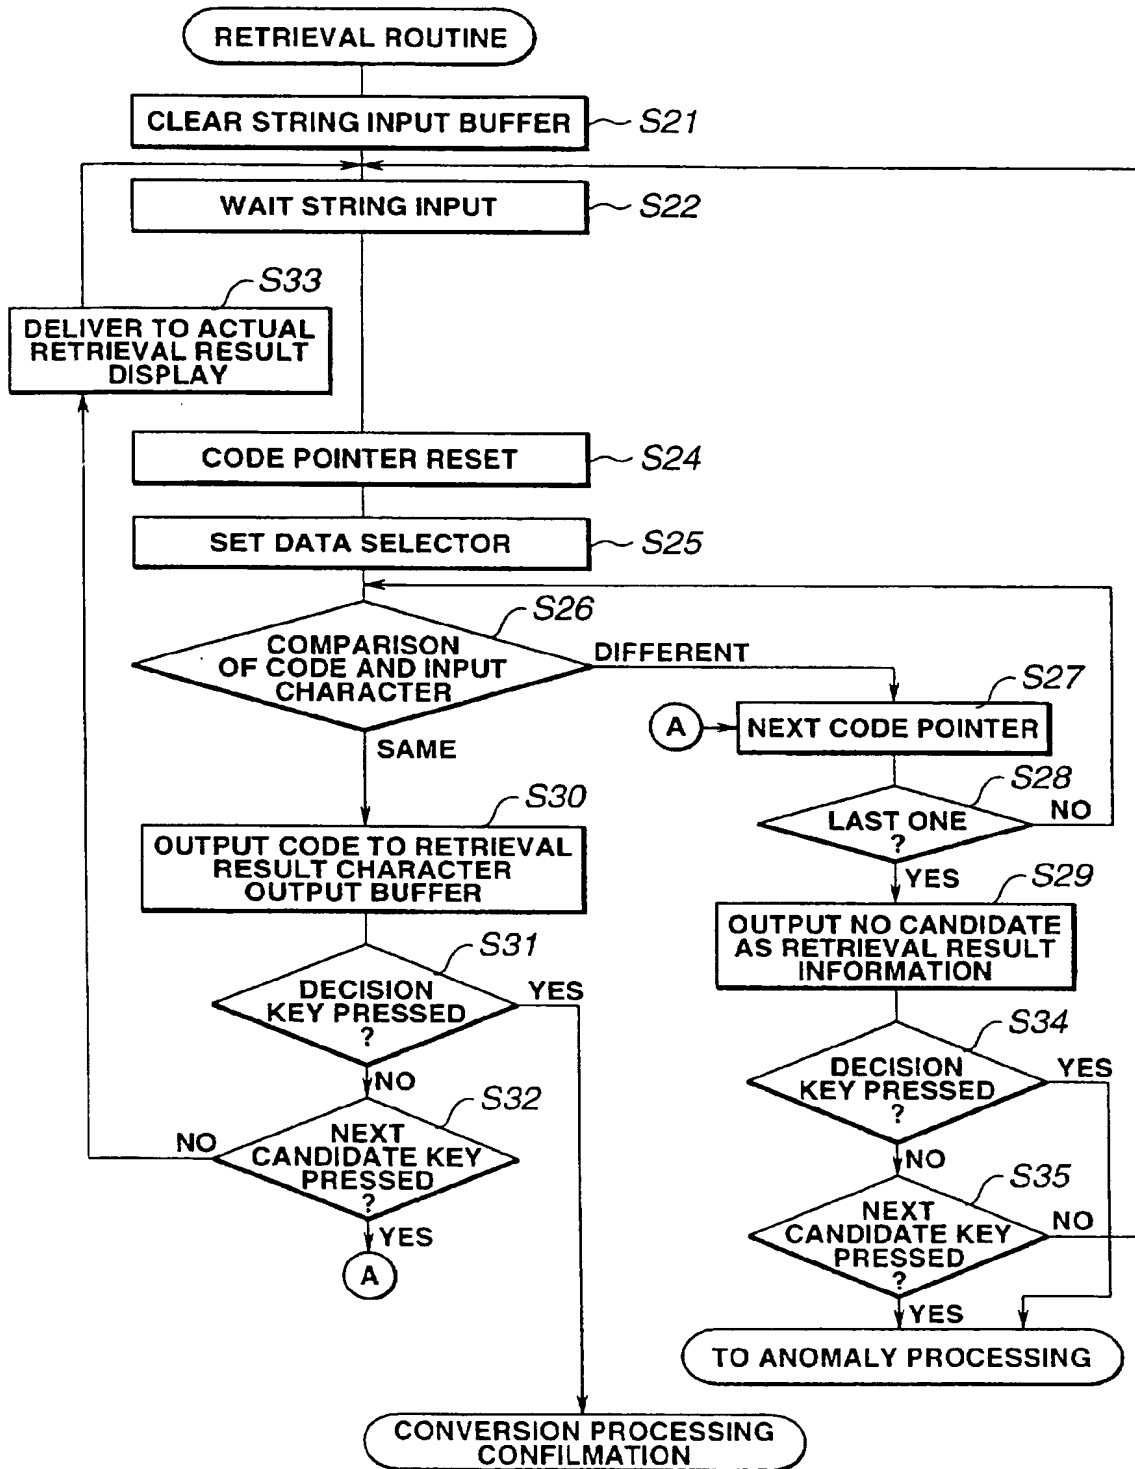 RETRIEVAL ROUTINE
CLEAR STRING INPUT BUFFER
S21
WAIT STRING INPUT
S22
S33
DELIVER TO ACTUAL
RETRIEVAL RESULT
DISPLAY
CODE POINTER RESET
S24
SET DATA SELECTOR
S25
S26
COMPARISON
OF CODE AND INPUT
CHARACTER
DIFFERENT
SAME
S27
A
NEXT CODE POINTER
S28
LAST ONE
?
NO
YES
S30
OUTPUT CODE TO RETRIEVAL
RESULT CHARACTER
OUTPUT BUFFER
S29
OUTPUT NO CANDIDATE
AS RETRIEVAL RESULT
INFORMATION
S31
DECISION
KEY PRESSED
?
YES
NO
S34
DECISION
KEY PRESSED
?
YES
NO
S32
NEXT
CANDIDATE KEY
PRESSED
?
NO
YES
A
S35
NEXT
CANDIDATE KEY
PRESSED
?
NO
YES
TO ANOMALY PROCESSING
CONVERSION PROCESSING
CONFILMATION